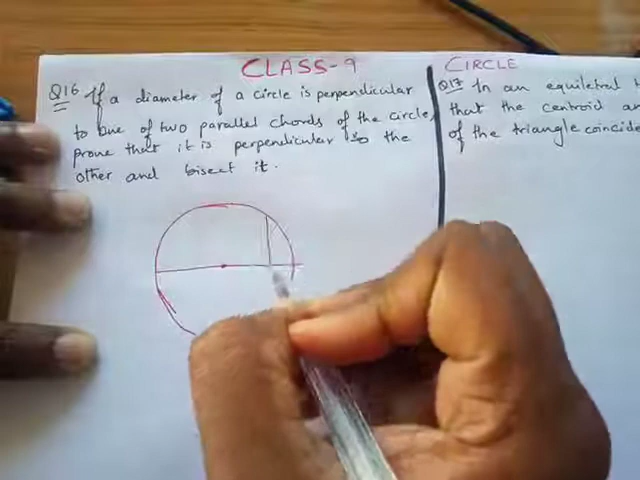 CLASS-9
CIRCLE
Q16 If a diameter of a circle is perpendicular
to one of two parallel chords of the circle,
prove that it is perpendicular to the
other and bisect it.
Q17 In an equiletral
that the centroid
of the triangle coincide